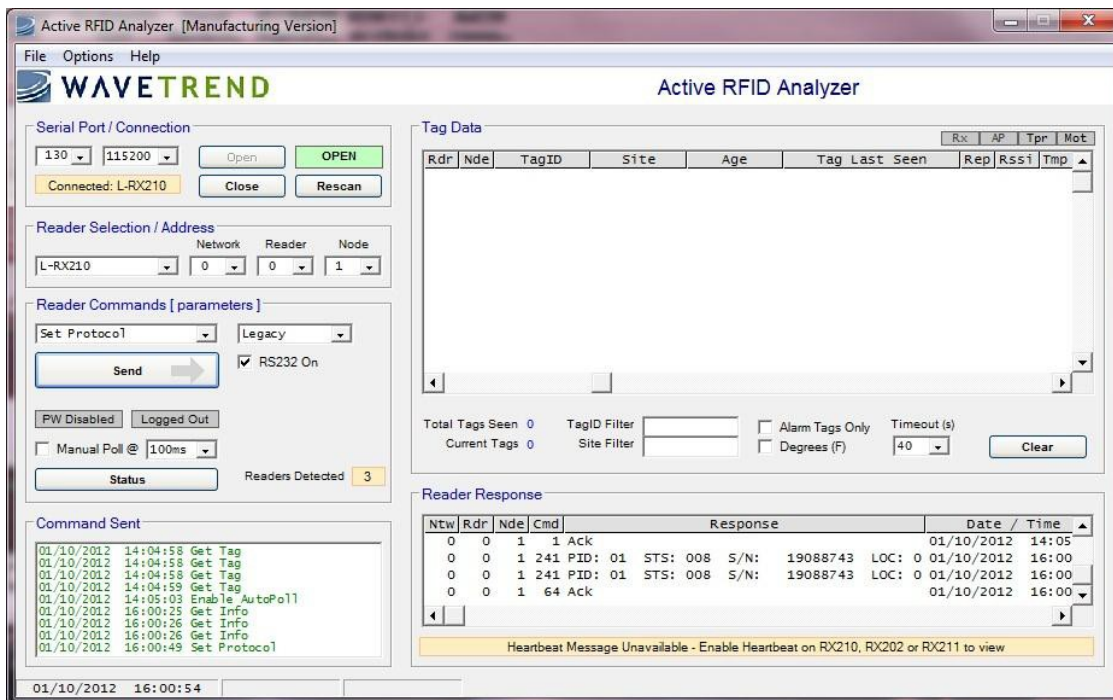 Active RFID Analyzer [Manufacturing Version]
File Options Help
WAVETREND
Active RFID Analyzer
Serial Port / Connection
130 115200 Open OPEN
Connected: L-RX210 Close Rescan
Reader Selection / Address
Network Reader Node
L-RX210 0 0 1
Reader Commands [ parameters ]
Set Protocol Legacy
Send RS232 On
PW Disabled Logged Out
Manual Poll @ 100ms
Status Readers Detected 3
Command Sent
01/10/2012 14:04:58 Get Tag
01/10/2012 14:04:58 Get Tag
01/10/2012 14:04:58 Get Tag
01/10/2012 14:04:59 Get Tag
01/10/2012 14:05:03 Enable AutoPoll
01/10/2012 16:00:25 Get Info
01/10/2012 16:00:26 Get Info
01/10/2012 16:00:26 Get Info
01/10/2012 16:00:49 Set Protocol
Tag Data
Rx AP Tpr Mot
Rdr Nde TagID Site Age Tag Last Seen Rep Rssi Tmp
Total Tags Seen 0 TagID Filter Alarm Tags Only Timeout (s)
Current Tags 0 Site Filter Degrees (F) 40 Clear
Reader Response
Ntw Rdr Nde Cmd Response Date / Time
0 0 1 1 Ack 01/10/2012 14:05
0 0 1 241 PID: 01 STS: 008 S/N: 19088743 LOC: 0 01/10/2012 16:00
0 0 1 241 PID: 01 STS: 008 S/N: 19088743 LOC: 0 01/10/2012 16:00
0 0 1 64 Ack 01/10/2012 16:00
Heartbeat Message Unavailable - Enable Heartbeat on RX210, RX202 or RX211 to view
01/10/2012 16:00:54